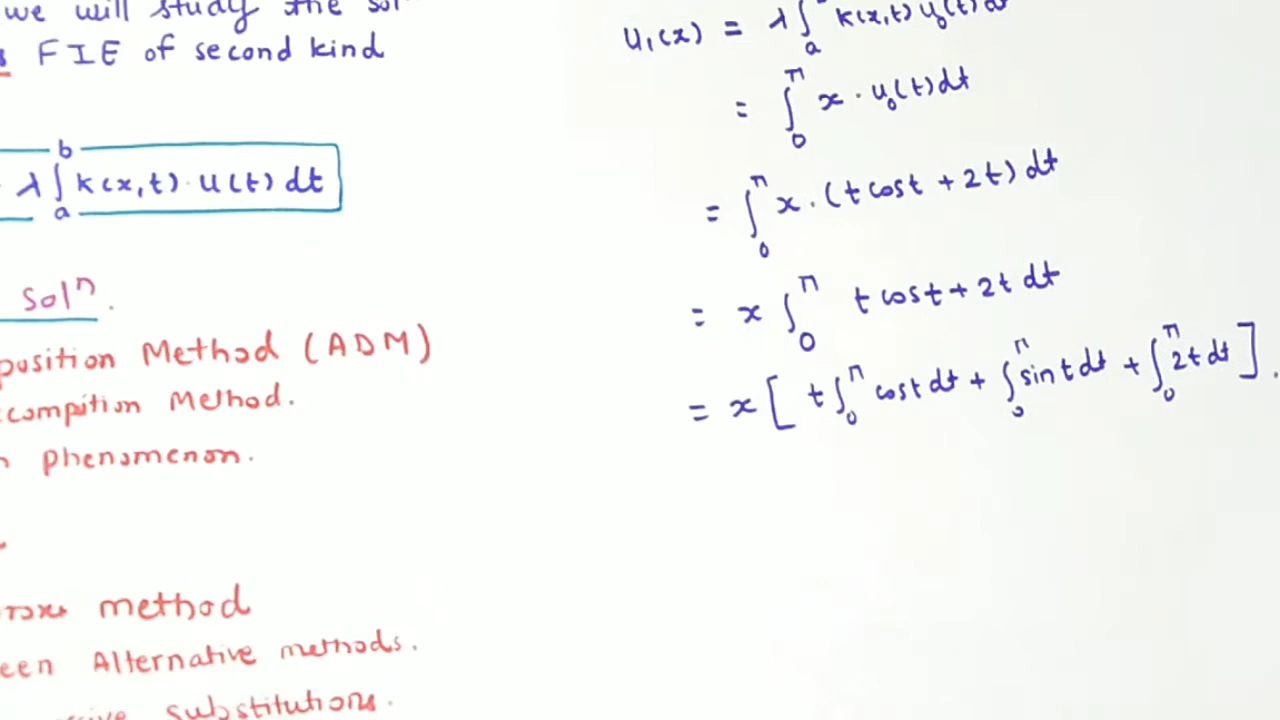 we will study the sol
FIE of second kind
λ∫ₐᵇ k(x,t)·u(t) dt
Solⁿ.
position Method (ADM)
compition Method.
phenomenon.
method
een Alternative methods.
sive substitutions.
u₁(x) = λ∫ₐ k(x,t) u₀(t) dt
= ∫₀^π x · u₀(t) dt
= ∫₀^π x . (t cost + 2t) dt
= x ∫₀^π t cost + 2t dt
= x [ t∫₀^π cost dt + ∫₀^π sint dt + ∫₀^π 2t dt ].